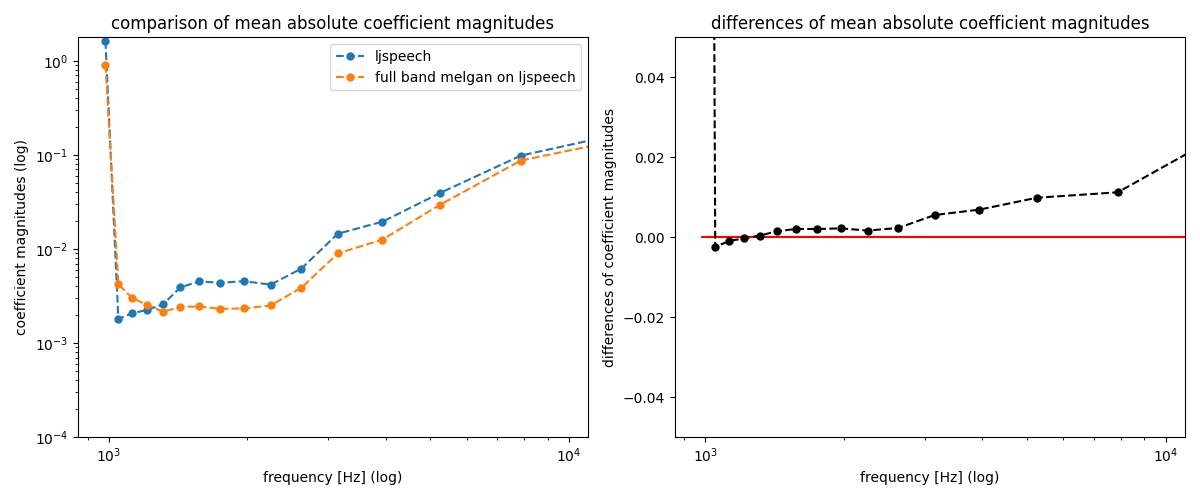 comparison of mean absolute coefficient magnitudes
ljspeech
full band melgan on ljspeech
10⁰
10⁻¹
10⁻²
10⁻³
10⁻⁴
coefficient magnitudes (log)
10³
10⁴
frequency [Hz] (log)
differences of mean absolute coefficient magnitudes
0.04
0.02
0.00
−0.02
−0.04
differences of coefficient magnitudes
10³
10⁴
frequency [Hz] (log)